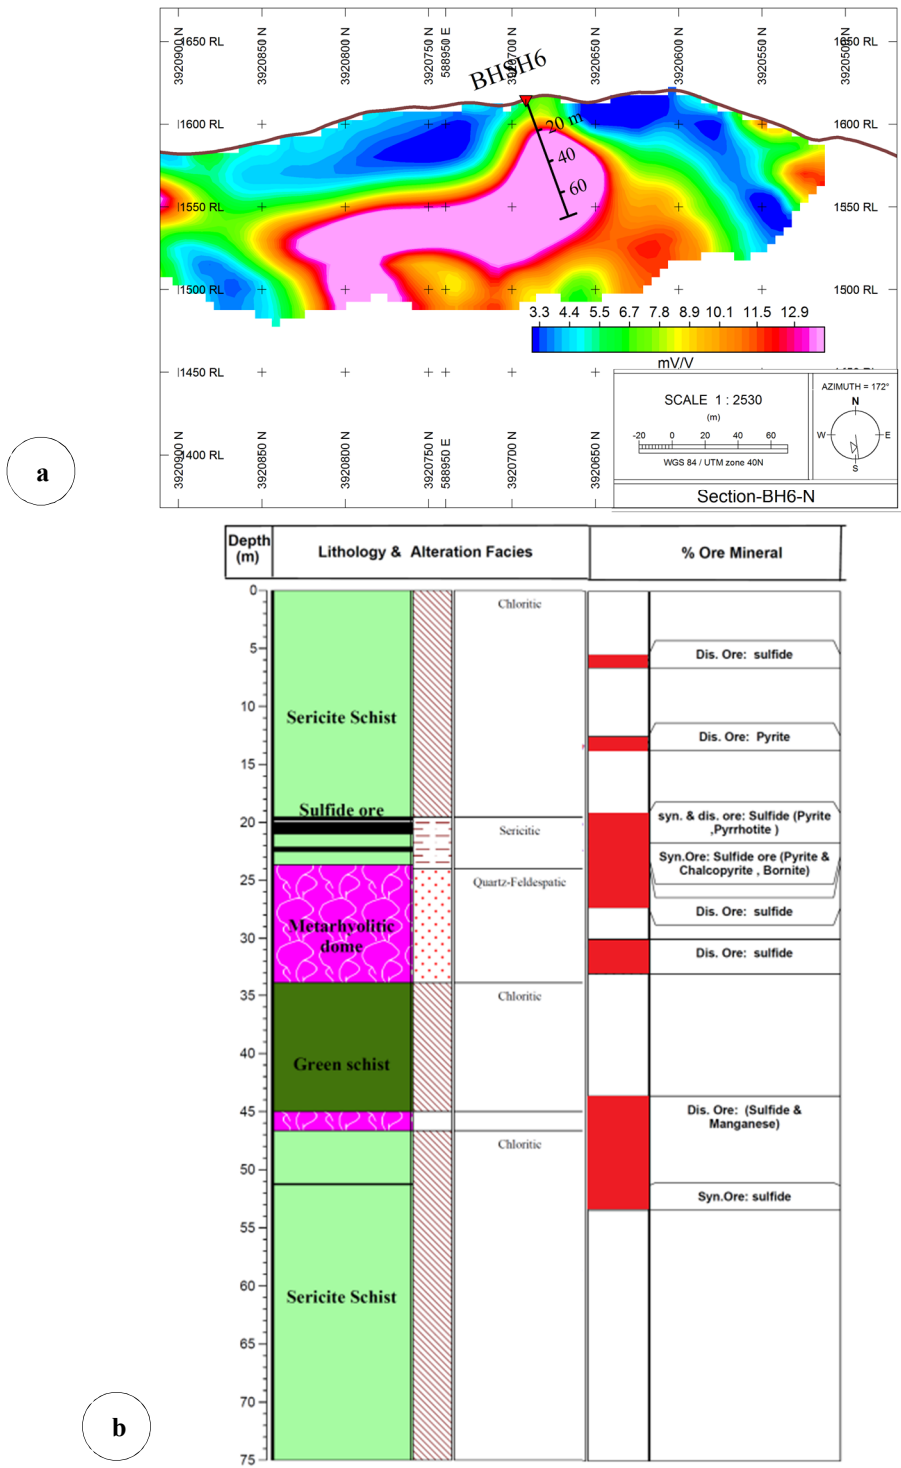 3920900 N
3920850 N
3920800 N
3920750 N
588950 E
3920700 N
3920650 N
3920600 N
3920550 N
3920500 N
1650 RL
1650 RL
BHSH6
1600 RL
20 m
1600 RL
40
60
1550 RL
1550 RL
1500 RL
1500 RL
3.3 4.4 5.5 6.7 7.8 8.9 10.1 11.5 12.9
mV/V
1450 RL
SCALE 1 : 2530
(m)
-20 0 20 40 60
WGS 84 / UTM zone 40N
AZIMUTH = 172°
N
W E
S
Section-BH6-N
1400 RL
3920900 N
3920850 N
3920800 N
3920750 N
588950 E
3920700 N
3920650 N
a
Depth
(m)
Lithology & Alteration Facies
% Ore Mineral
0
5
10
15
20
25
30
35
40
45
50
55
60
65
70
75
Sericite Schist
Sulfide ore
Metarhyolitic
dome
Green schist
Sericite Schist
Chloritic
Sericitic
Quartz-Feldespatic
Chloritic
Chloritic
Dis. Ore: sulfide
Dis. Ore: Pyrite
syn. & dis. ore: Sulfide (Pyrite
,Pyrrhotite )
Syn.Ore: Sulfide ore (Pyrite &
Chalcopyrite , Bornite)
Dis. Ore: sulfide
Dis. Ore: sulfide
Dis. Ore: (Sulfide &
Manganese)
Syn.Ore: sulfide
b